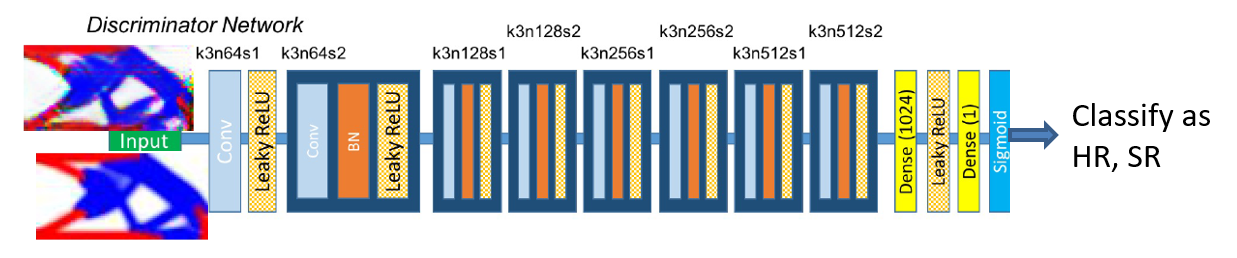 Discriminator Network
k3n64s1
k3n64s2
k3n128s1
k3n128s2
k3n256s1
k3n256s2
k3n512s1
k3n512s2
Input
Conv
Leaky ReLU
Conv
BN
Leaky ReLU
Dense (1024)
Leaky ReLU
Dense (1)
Sigmoid
Classify as
HR, SR